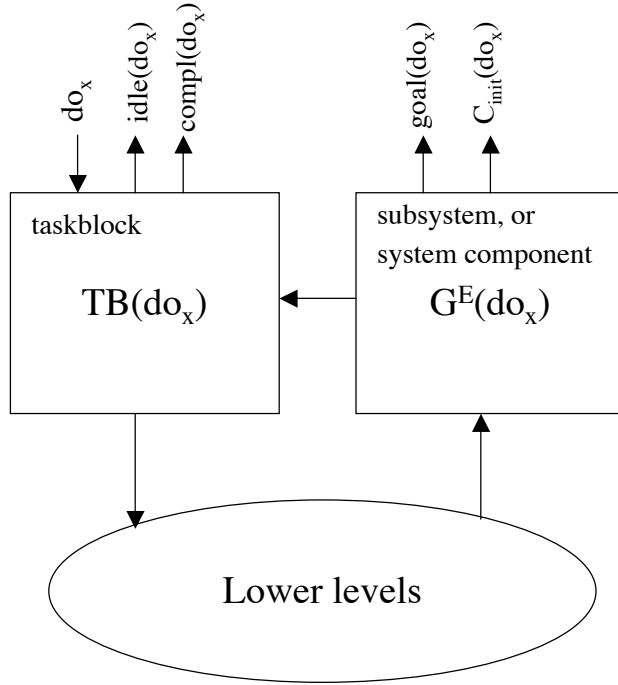 do_x
idle(do_x)
compl(do_x)
goal(do_x)
C_init(do_x)
taskblock
TB(do_x)
subsystem, or
system component
G^E(do_x)
Lower levels